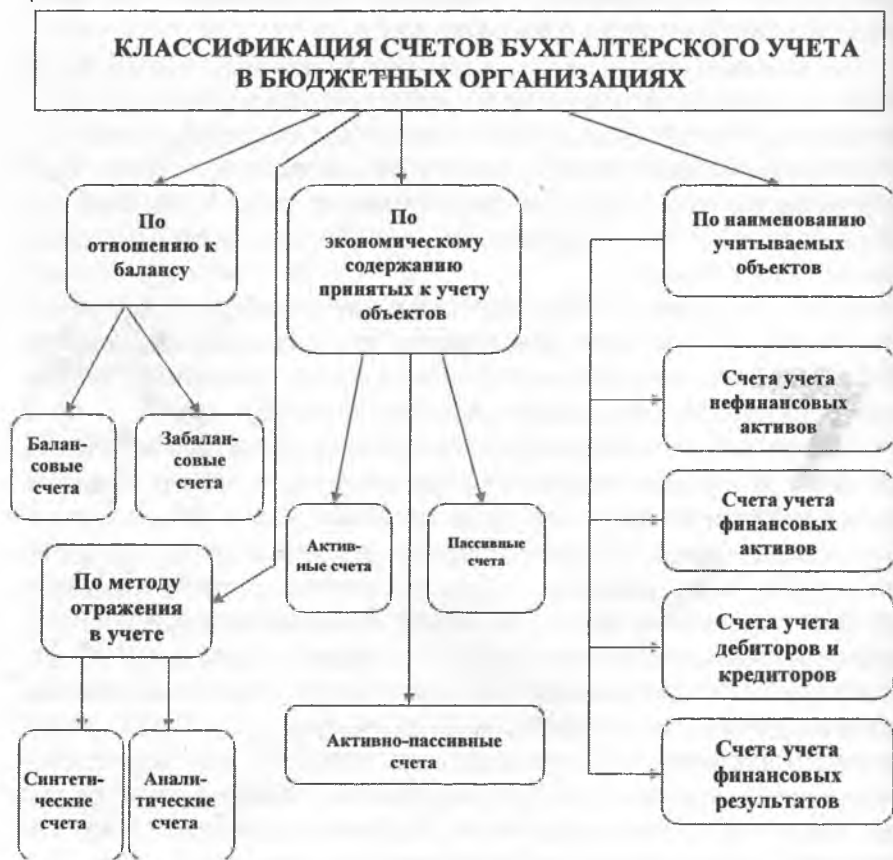 КЛАССИФИКАЦИЯ СЧЕТОВ БУХГАЛТЕРСКОГО УЧЕТА
В БЮДЖЕТНЫХ ОРГАНИЗАЦИЯХ
По
отношению к
балансу
По
экономическому
содержанию
принятых к учету
объектов
По наименованию
учитываемых
объектов
Балан-
совые
счета
Забалан-
совые
счета
Счета учета
нефинансовых
активов
Актив-
ные счета
Пассивные
счета
Счета учета
финансовых
активов
По методу
отражения
в учете
Счета учета
дебиторов и
кредиторов
Синтети-
ческие
счета
Анали-
тические
счета
Активно-пассивные
счета
Счета учета
финансовых
результатов